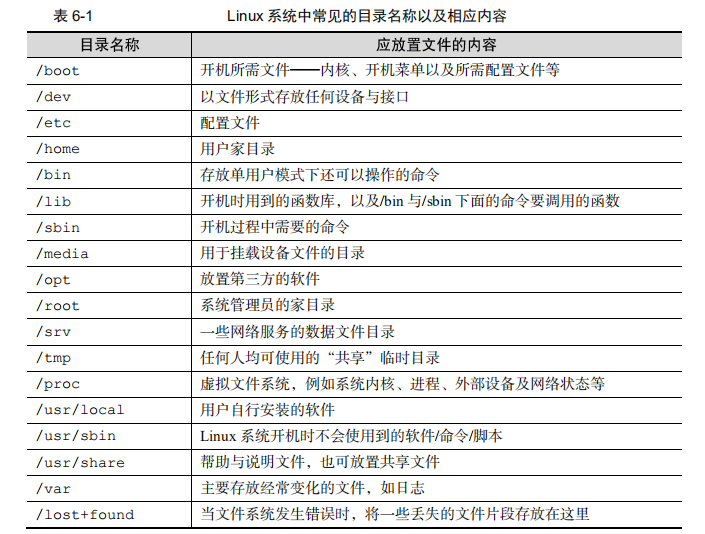 表 6-1 Linux 系统中常见的目录名称以及相应内容
目录名称 应放置文件的内容
/boot 开机所需文件——内核、开机菜单以及所需配置文件等
/dev 以文件形式存放任何设备与接口
/etc 配置文件
/home 用户家目录
/bin 存放单用户模式下还可以操作的命令
/lib 开机时用到的函数库，以及/bin 与/sbin 下面的命令要调用的函数
/sbin 开机过程中需要的命令
/media 用于挂载设备文件的目录
/opt 放置第三方的软件
/root 系统管理员的家目录
/srv 一些网络服务的数据文件目录
/tmp 任何人均可使用的“共享”临时目录
/proc 虚拟文件系统，例如系统内核、进程、外部设备及网络状态等
/usr/local 用户自行安装的软件
/usr/sbin Linux 系统开机时不会使用到的软件/命令/脚本
/usr/share 帮助与说明文件，也可放置共享文件
/var 主要存放经常变化的文件，如日志
/lost+found 当文件系统发生错误时，将一些丢失的文件片段存放在这里